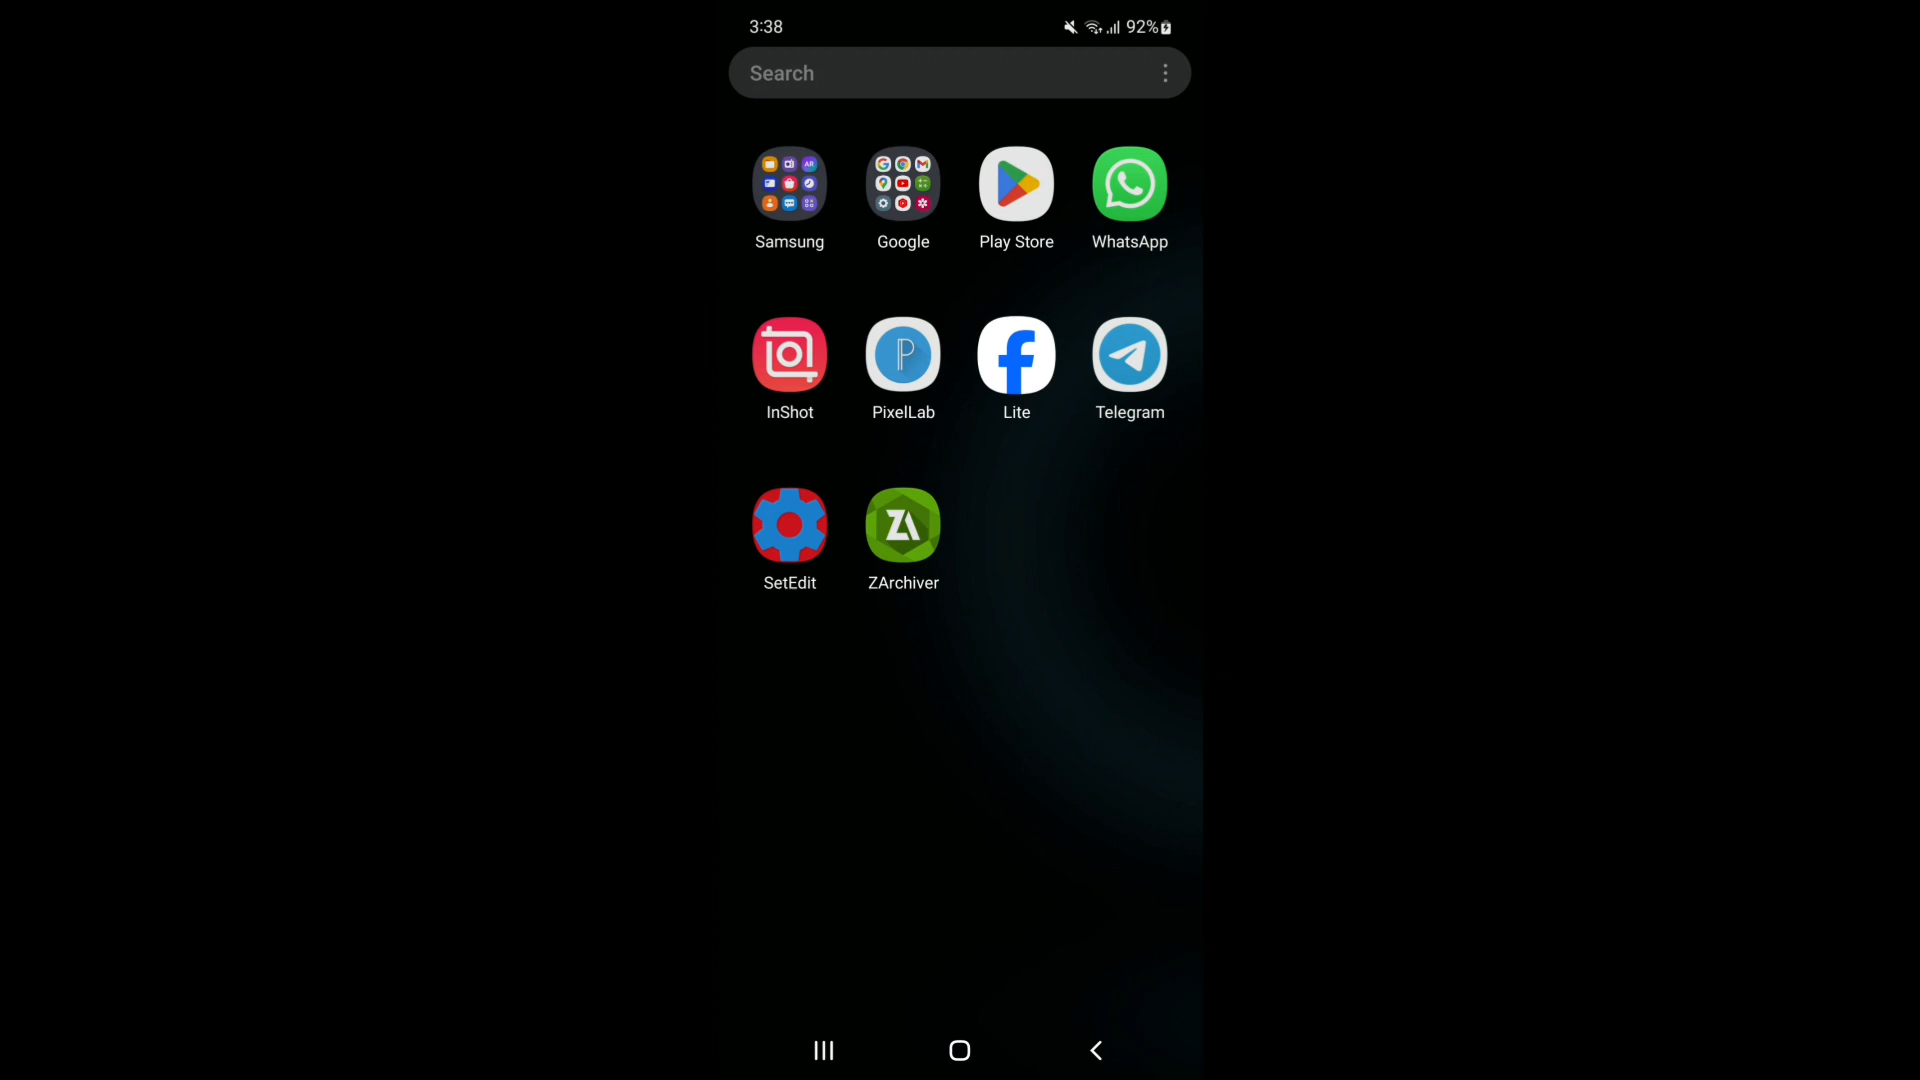 3:38 92%
Search
Samsung Google Play Store WhatsApp
InShot PixelLab Lite Telegram
SetEdit ZArchiver